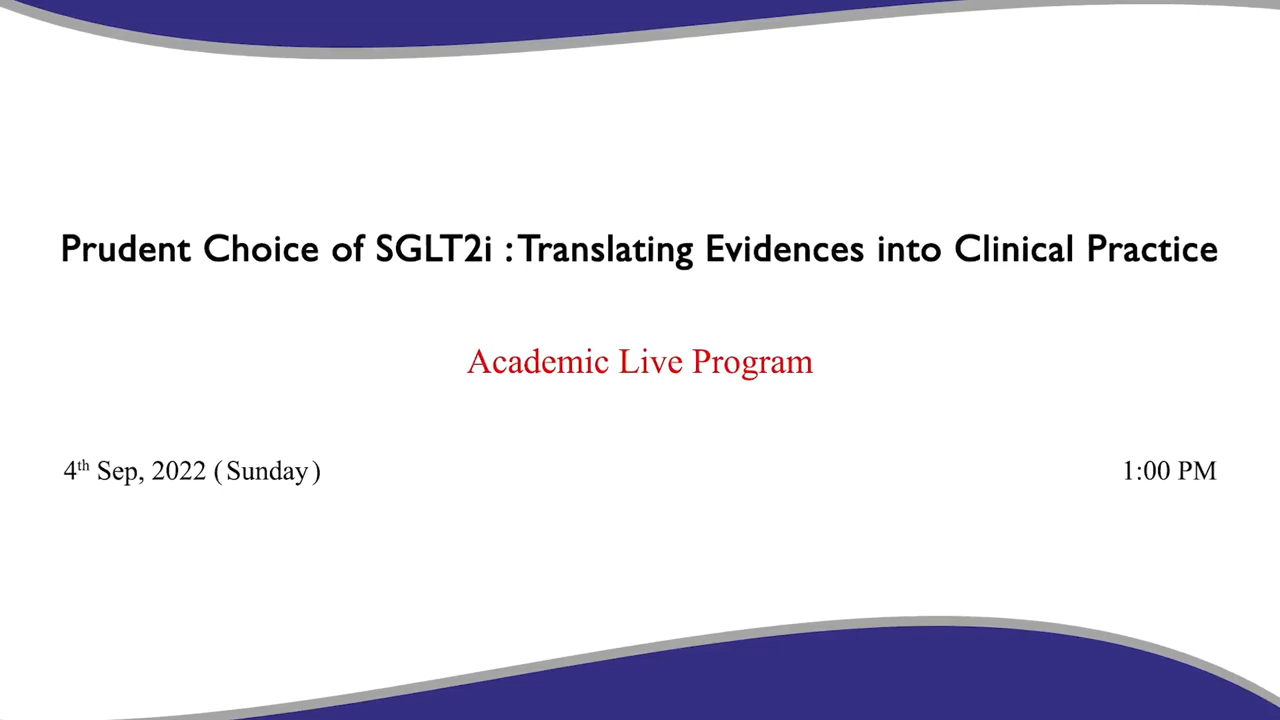 Prudent Choice of SGLT2i : Translating Evidences into Clinical Practice
Academic Live Program
4th Sep, 2022 (Sunday) 1:00 PM